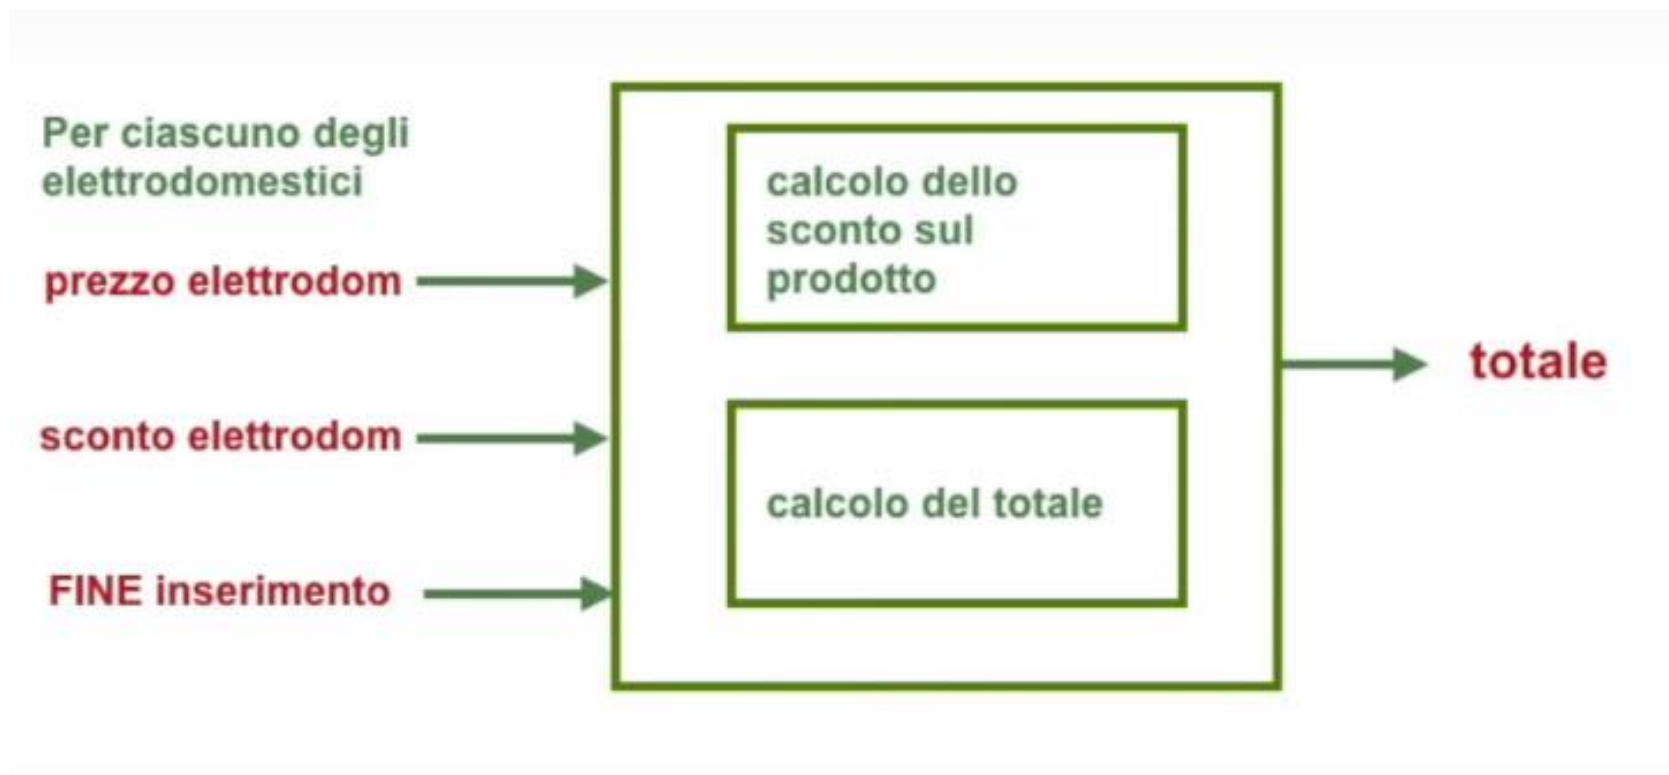 Per ciascuno degli
elettrodomestici
prezzo elettrodom
sconto elettrodom
FINE inserimento
calcolo dello
sconto sul
prodotto
calcolo del totale
totale